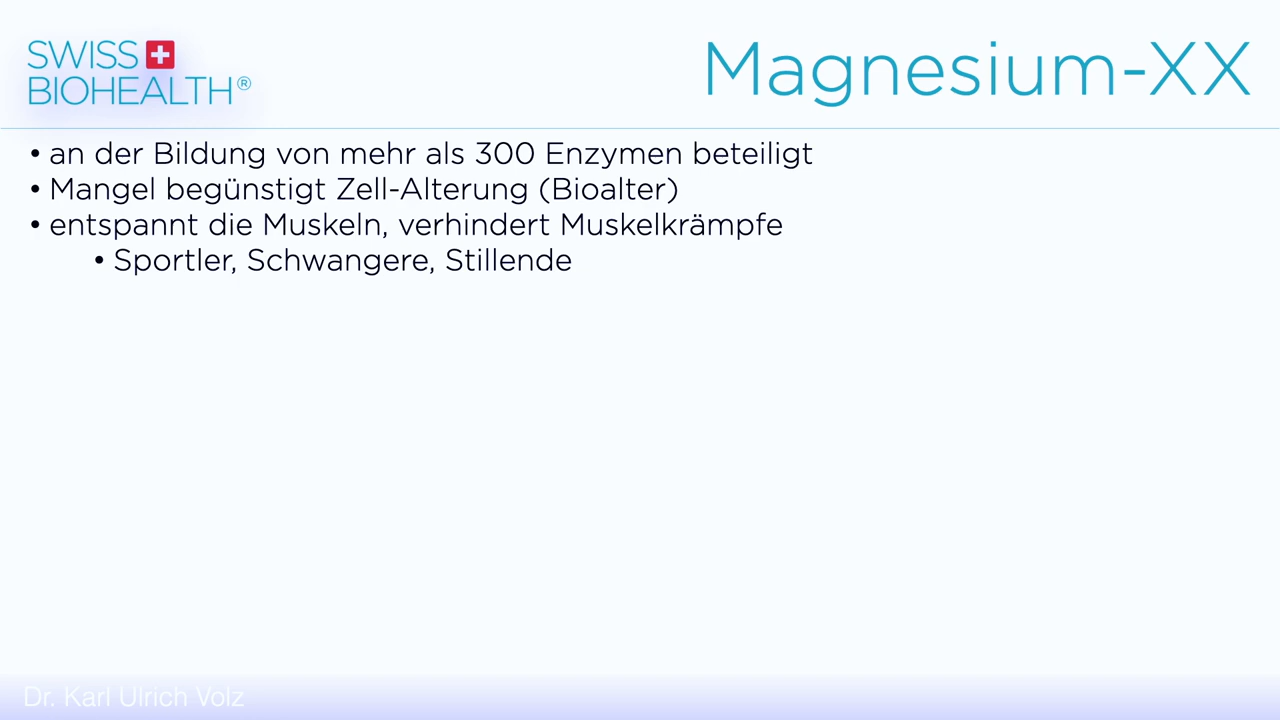 SWISS
BIOHEALTH®
Magnesium-XX
• an der Bildung von mehr als 300 Enzymen beteiligt
• Mangel begünstigt Zell-Alterung (Bioalter)
• entspannt die Muskeln, verhindert Muskelkrämpfe
• Sportler, Schwangere, Stillende
Dr. Karl Ulrich Volz